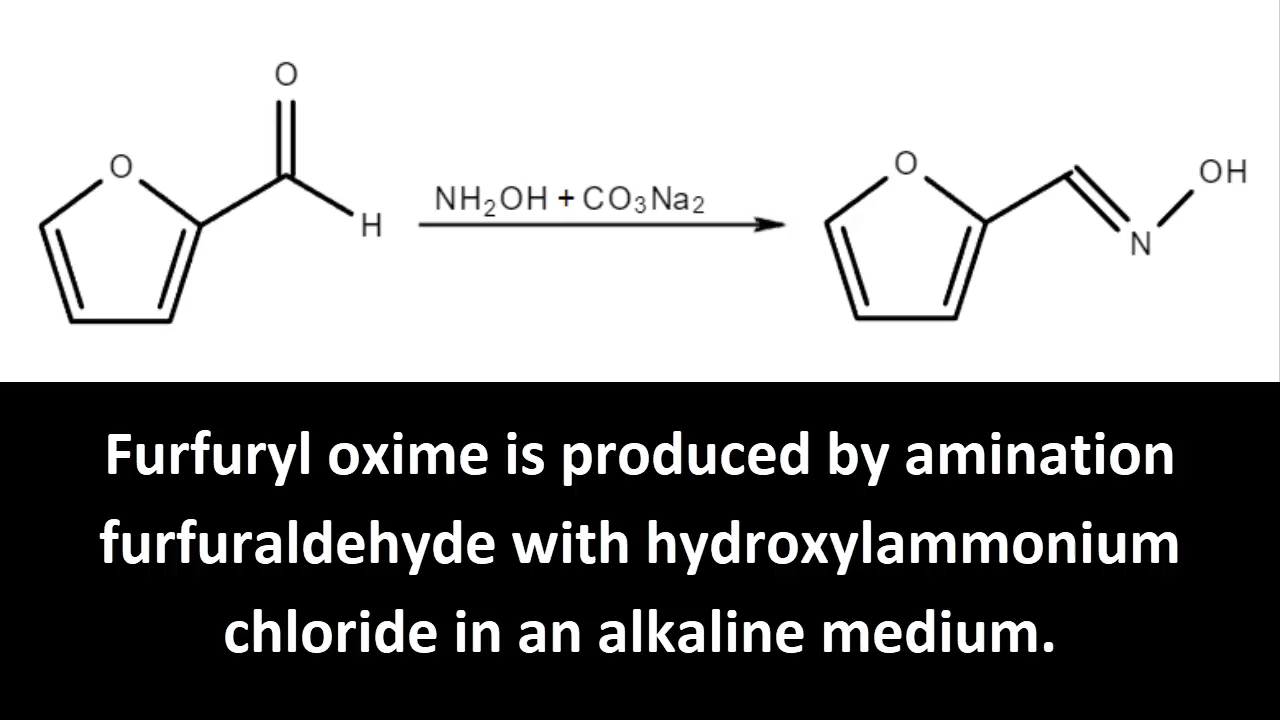 O
O
H
NH₂OH + CO₃Na₂
O
N
OH
Furfuryl oxime is produced by amination
furfuraldehyde with hydroxylammonium
chloride in an alkaline medium.